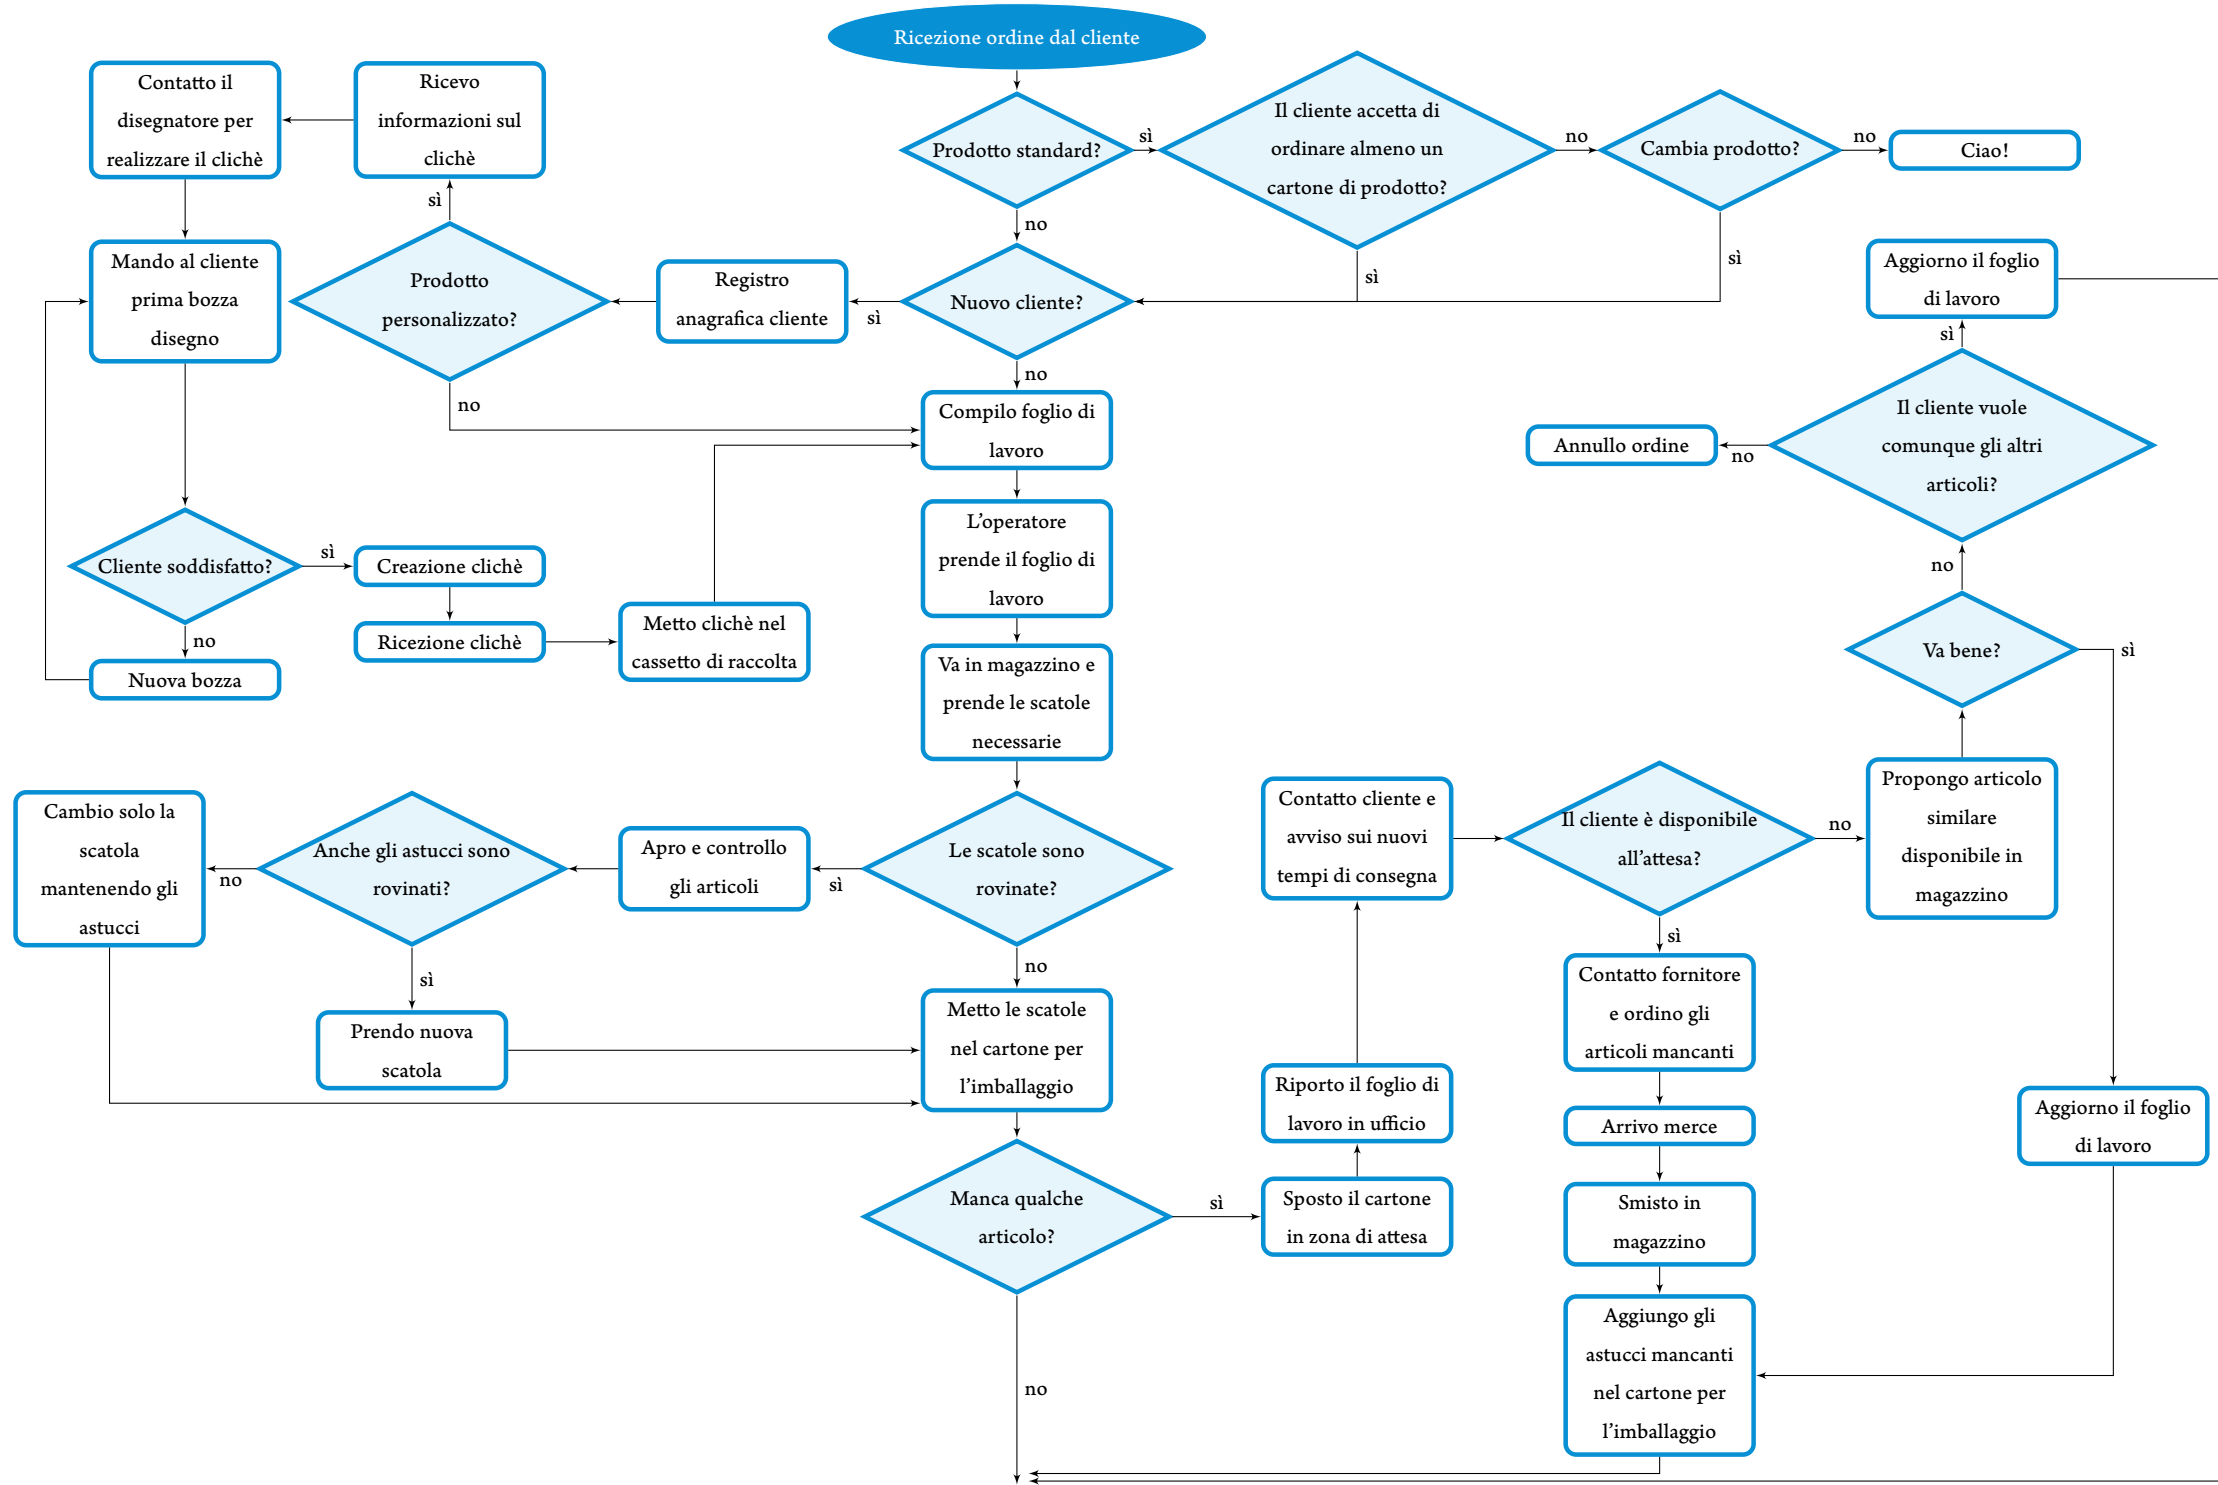 Ricezione ordine dal cliente
Contatto il
disegnatore per
realizzare il clichè
Ricevo
informazioni sul
clichè
Prodotto standard?
sì
Il cliente accetta di
ordinare almeno un
cartone di prodotto?
no
Cambia prodotto?
no
Ciao!
sì
no
Mando al cliente
prima bozza
disegno
Prodotto
personalizzato?
Registro
anagrafica cliente
sì
Nuovo cliente?
sì
sì
Aggiorno il foglio
di lavoro
sì
no
no
Compilo foglio di
lavoro
Annullo ordine
no
Il cliente vuole
comunque gli altri
articoli?
L'operatore
prende il foglio di
lavoro
Cliente soddisfatto?
sì
Creazione clichè
no
no
Ricezione clichè
Metto clichè nel
cassetto di raccolta
Nuova bozza
Va in magazzino e
prende le scatole
necessarie
Va bene?
sì
Cambio solo la
scatola
mantenendo gli
astucci
no
Anche gli astucci sono
rovinati?
Apro e controllo
gli articoli
sì
Le scatole sono
rovinate?
Contatto cliente e
avviso sui nuovi
tempi di consegna
Il cliente è disponibile
all'attesa?
no
Propongo articolo
similare
disponibile in
magazzino
sì
no
sì
Prendo nuova
scatola
Metto le scatole
nel cartone per
l'imballaggio
Contatto fornitore
e ordino gli
articoli mancanti
Riporto il foglio di
lavoro in ufficio
Arrivo merce
Aggiorno il foglio
di lavoro
Manca qualche
articolo?
sì
Sposto il cartone
in zona di attesa
Smisto in
magazzino
no
Aggiungo gli
astucci mancanti
nel cartone per
l'imballaggio